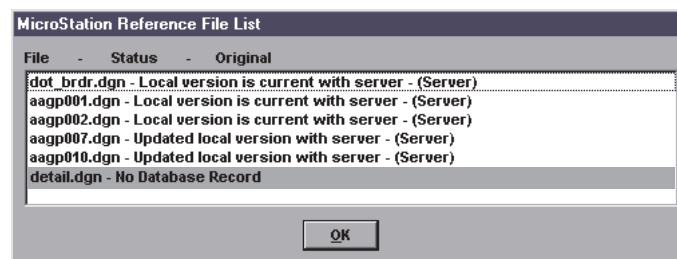 MicroStation Reference File List
File - Status - Original
dot_brdr.dgn - Local version is current with server - (Server)
aagp001.dgn - Local version is current with server - (Server)
aagp002.dgn - Local version is current with server - (Server)
aagp007.dgn - Updated local version with server - (Server)
aagp010.dgn - Updated local version with server - (Server)
detail.dgn - No Database Record
OK